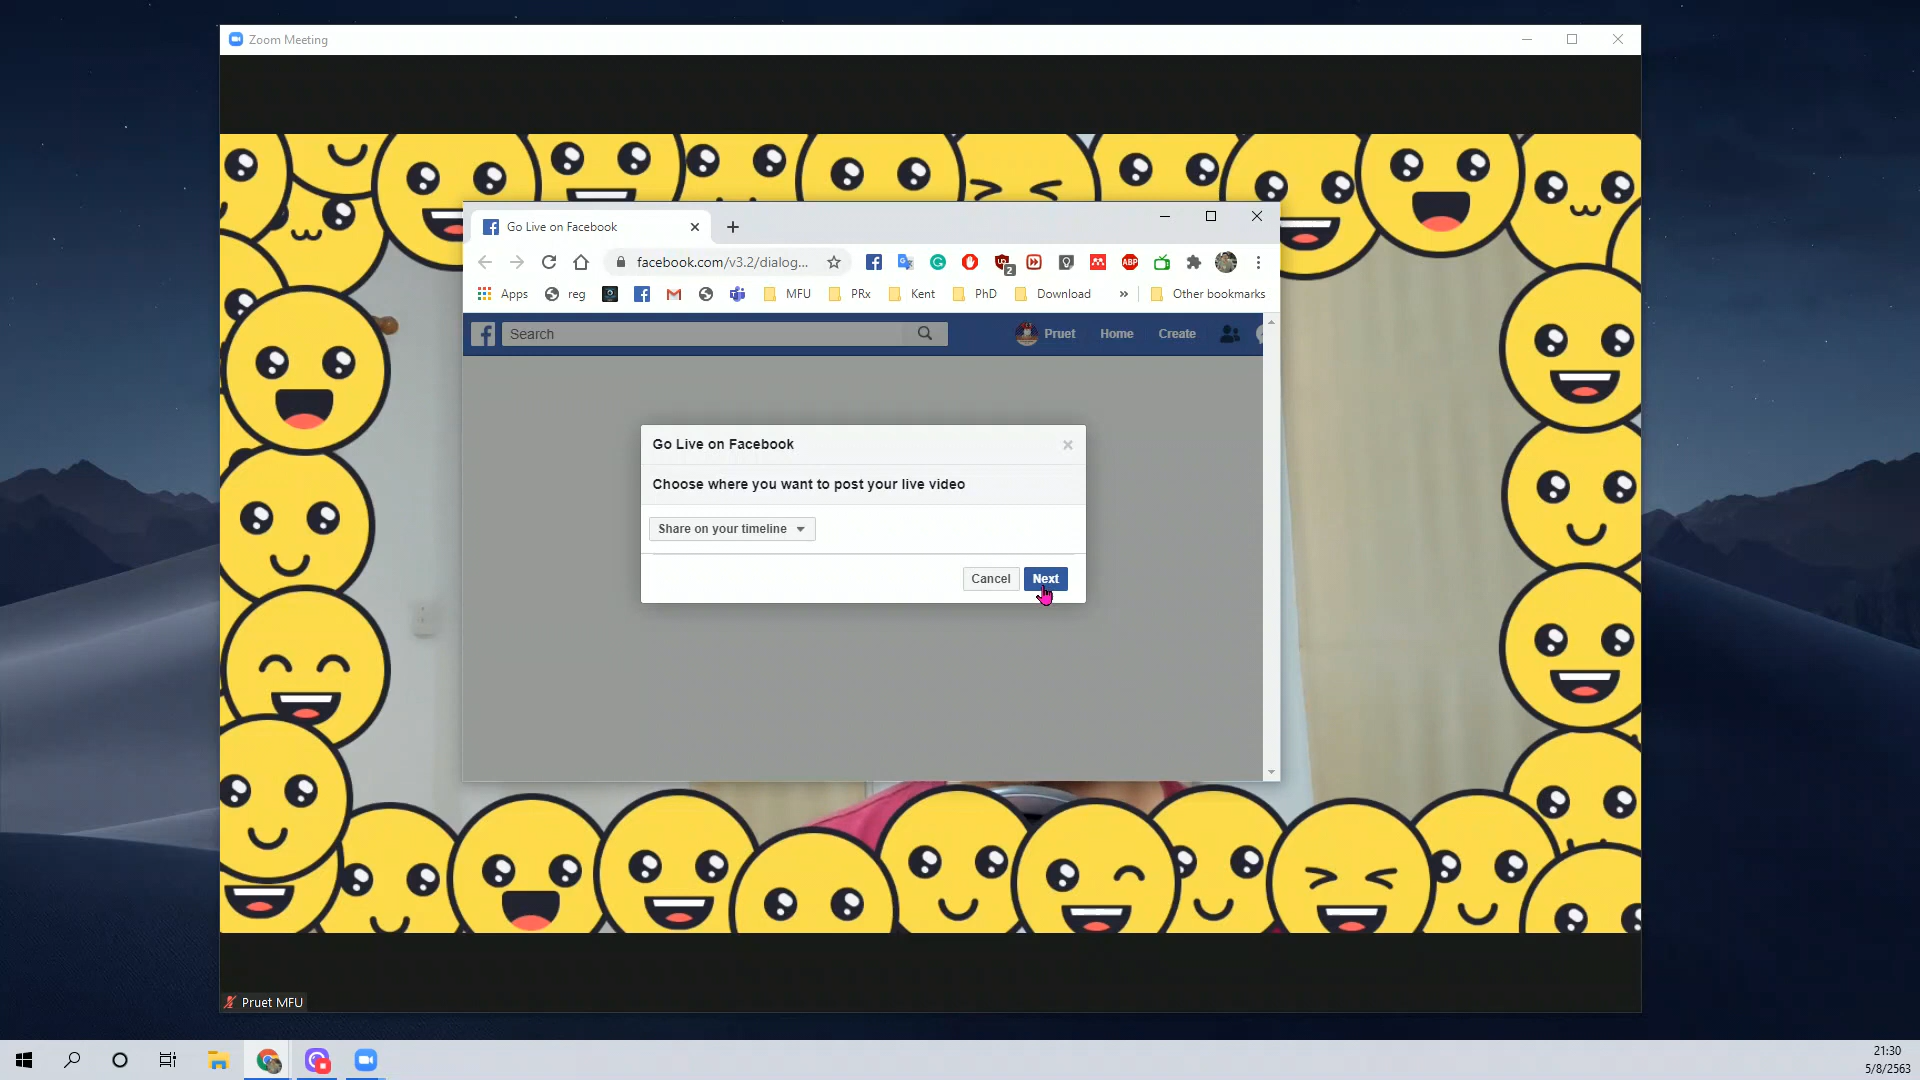 Zoom Meeting
Go Live on Facebook
facebook.com/v3.2/dialog...
2
ABP
Apps
reg
MFU
PRx
Kent
PhD
Download
»
Other bookmarks
Search
Pruet
Home
Create
Go Live on Facebook
Choose where you want to post your live video
Share on your timeline
Cancel
Next
Pruet MFU
21:30
5/8/2563